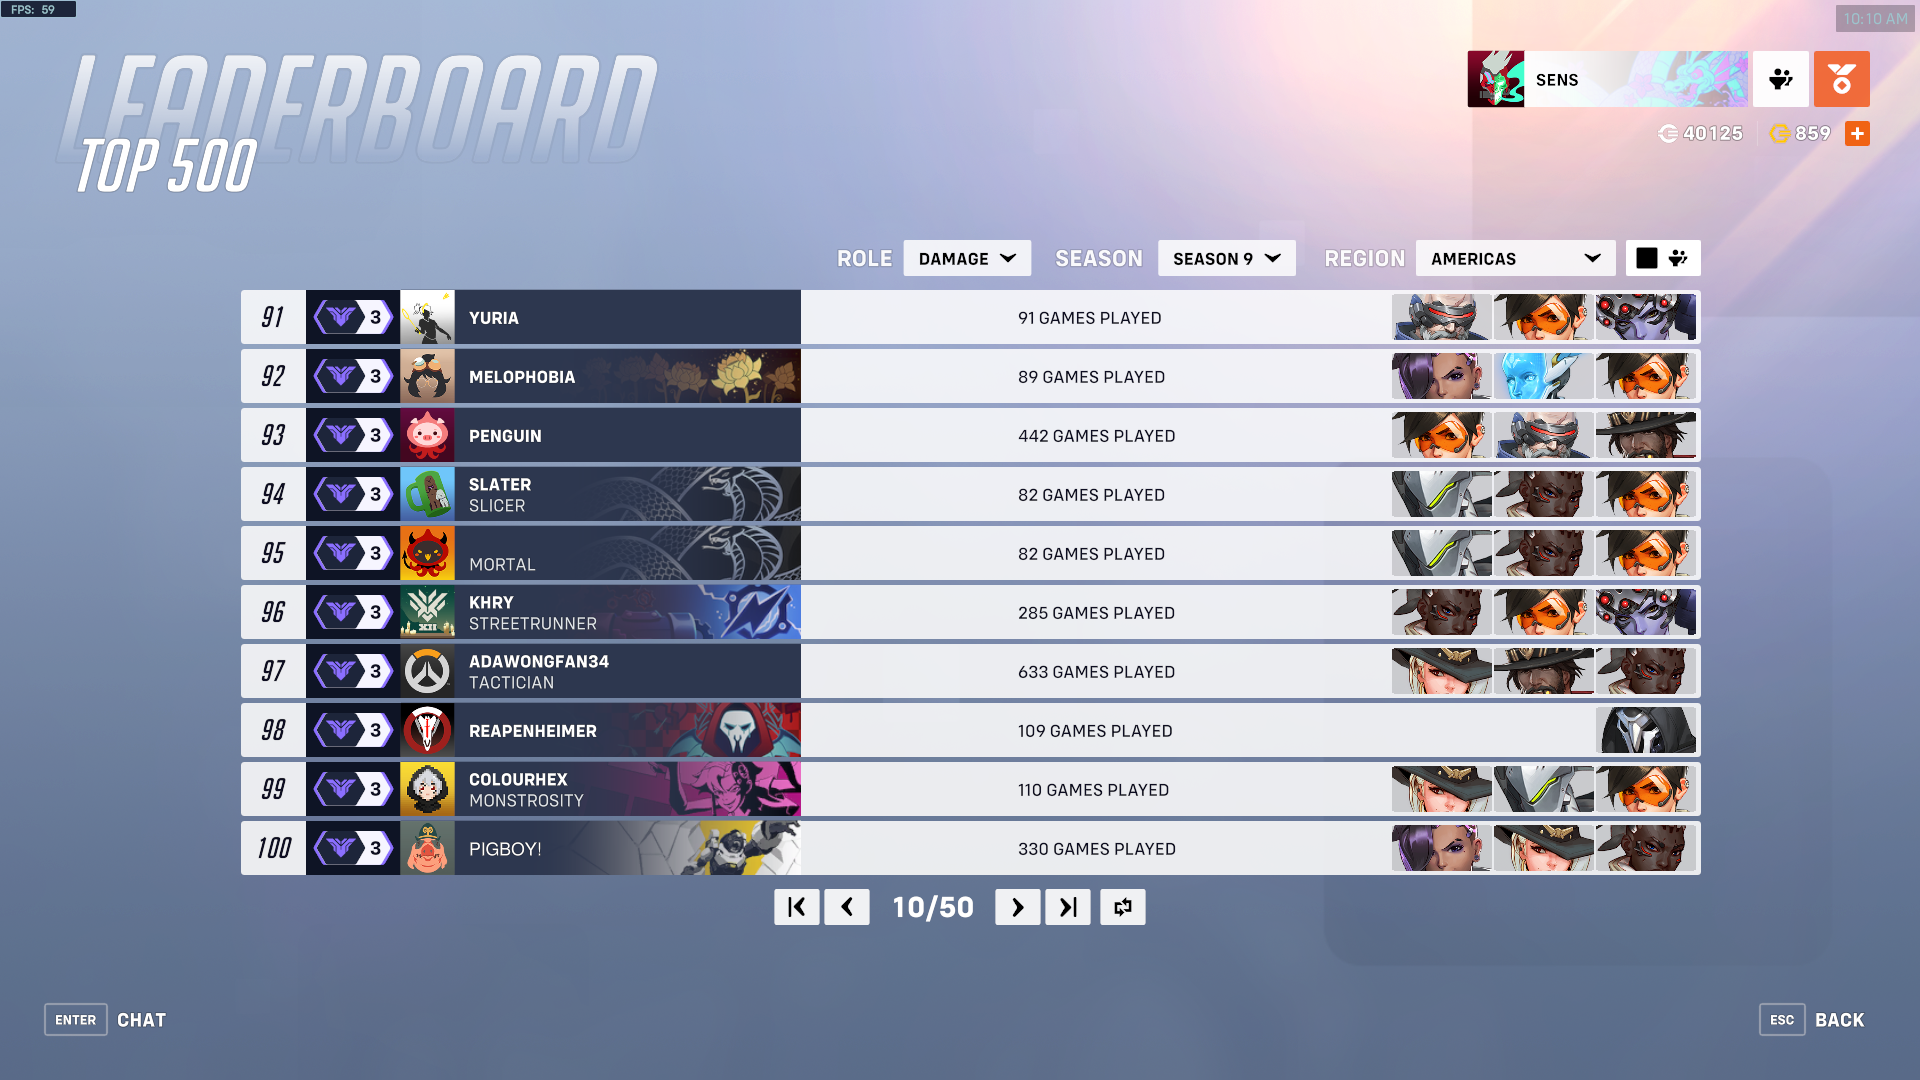 FPS: 59
10:10 AM
LEADERBOARD
TOP 500
SENS
40125
859
ROLE DAMAGE SEASON SEASON 9 REGION AMERICAS
91 3 YURIA 91 GAMES PLAYED
92 3 MELOPHOBIA 89 GAMES PLAYED
93 3 PENGUIN 442 GAMES PLAYED
94 3 SLATER 82 GAMES PLAYED
SLICER
95 3 82 GAMES PLAYED
MORTAL
96 3 KHRY 285 GAMES PLAYED
STREETRUNNER
XII
97 3 ADAWONGFAN34 633 GAMES PLAYED
TACTICIAN
98 3 REAPENHEIMER 109 GAMES PLAYED
99 3 COLOURHEX 110 GAMES PLAYED
MONSTROSITY
100 3 PIGBOY! 330 GAMES PLAYED
10/50
ENTER CHAT
ESC BACK